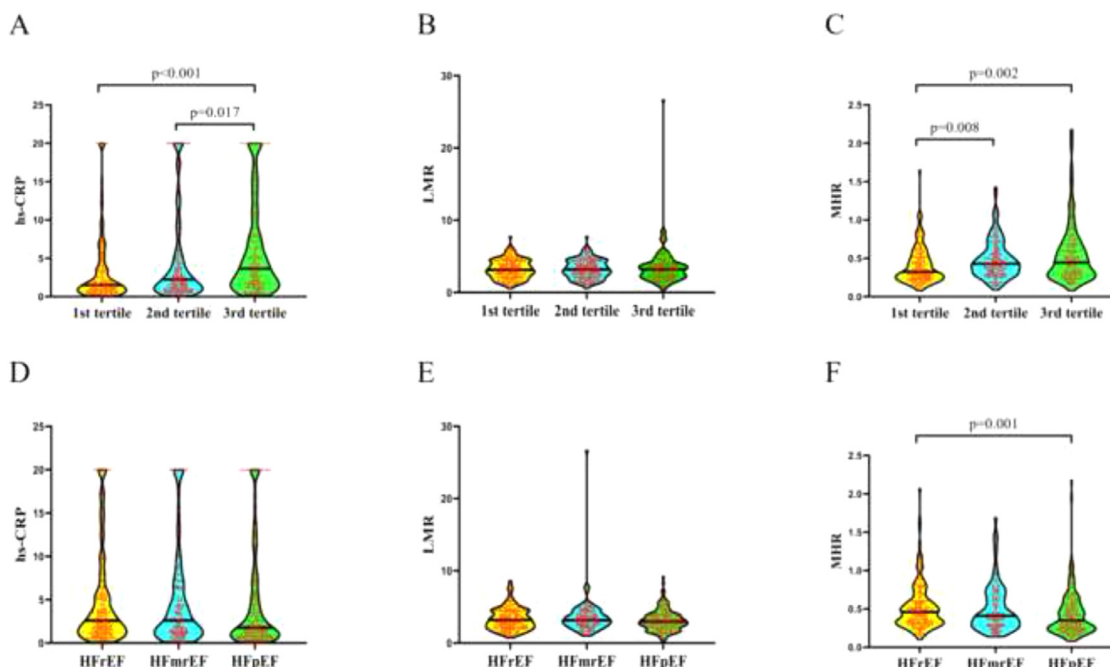 A
B
C
p<0.001
p=0.017
p=0.002
p=0.008
hs-CRP
25
20
15
10
5
0
1st tertile 2nd tertile 3rd tertile
LMR
30
20
10
0
1st tertile 2nd tertile 3rd tertile
MHR
2.5
2.0
1.5
1.0
0.5
0.0
1st tertile 2nd tertile 3rd tertile
D
E
F
p=0.001
hs-CRP
25
20
15
10
5
0
HFrEF HFmrEF HFpEF
LMR
30
20
10
0
HFrEF HFmrEF HFpEF
MHR
2.5
2.0
1.5
1.0
0.5
0.0
HFrEF HFmrEF HFpEF